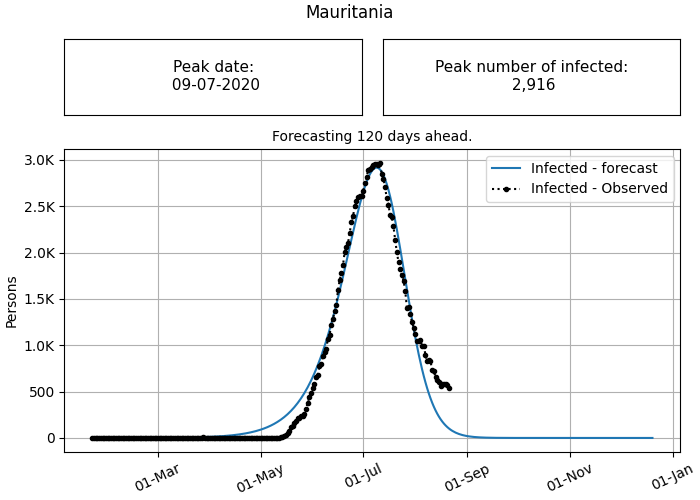 Mauritania
Peak date:
09-07-2020
Peak number of infected:
2,916
Forecasting 120 days ahead.
3.0K
2.5K
2.0K
1.5K
1.0K
500
0
Persons
Infected - forecast
Infected - Observed
01-Mar
01-May
01-Jul
01-Sep
01-Nov
01-Jan